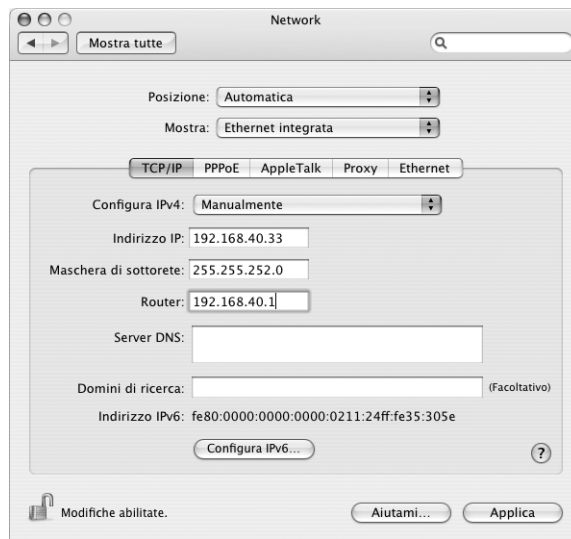 Network
Mostra tutte
Posizione: Automatica
Mostra: Ethernet integrata
TCP/IP PPPoE AppleTalk Proxy Ethernet
Configura IPv4: Manualmente
Indirizzo IP: 192.168.40.33
Maschera di sottorete: 255.255.252.0
Router: 192.168.40.1
Server DNS:
Domini di ricerca: (Facoltativo)
Indirizzo IPv6: fe80:0000:0000:0000:0211:24ff:fe35:305e
Configura IPv6... ?
Modifiche abilitate. Aiutami... Applica